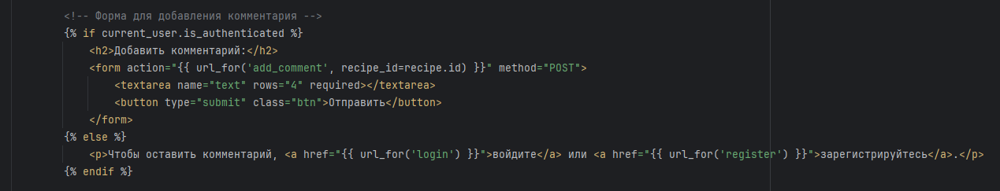 <!-- Форма для добавления комментария -->
{% if current_user.is_authenticated %}
<h2>Добавить комментарий:</h2>
<form action="{{ url_for('add_comment', recipe_id=recipe.id) }}" method="POST">
<textarea name="text" rows="4" required></textarea>
<button type="submit" class="btn">Отправить</button>
</form>
{% else %}
<p>Чтобы оставить комментарий, <a href="{{ url_for('login') }}">войдите</a> или <a href="{{ url_for('register') }}">зарегистрируйтесь</a>.</p>
{% endif %}